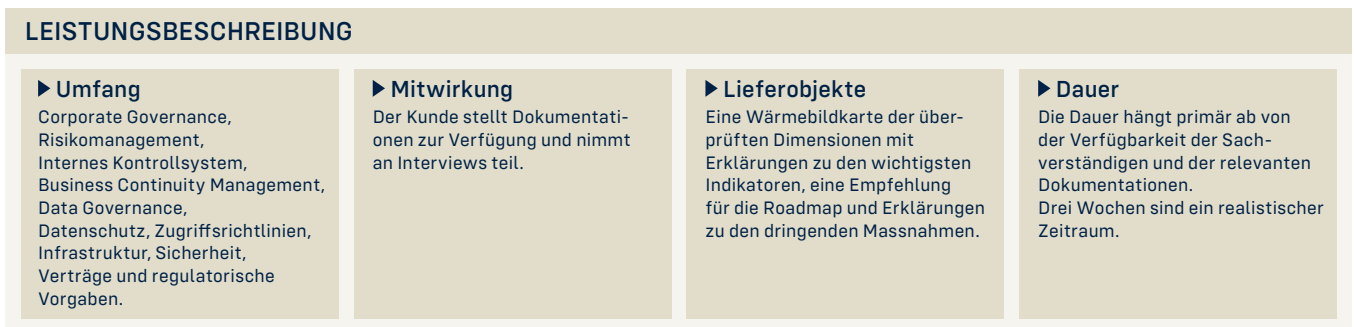 LEISTUNGSBESCHREIBUNG
Umfang
Corporate Governance,
Risikomanagement,
Internes Kontrollsystem,
Business Continuity Management,
Data Governance,
Datenschutz, Zugriffsrichtlinien,
Infrastruktur, Sicherheit,
Verträge und regulatorische
Vorgaben.
Mitwirkung
Der Kunde stellt Dokumentati-
onen zur Verfügung und nimmt
an Interviews teil.
Lieferobjekte
Eine Wärmebildkarte der über-
prüften Dimensionen mit
Erklärungen zu den wichtigsten
Indikatoren, eine Empfehlung
für die Roadmap und Erklärungen
zu den dringenden Massnahmen.
Dauer
Die Dauer hängt primär ab von
der Verfügbarkeit der Sach-
verständigen und der relevanten
Dokumentationen.
Drei Wochen sind ein realistischer
Zeitraum.